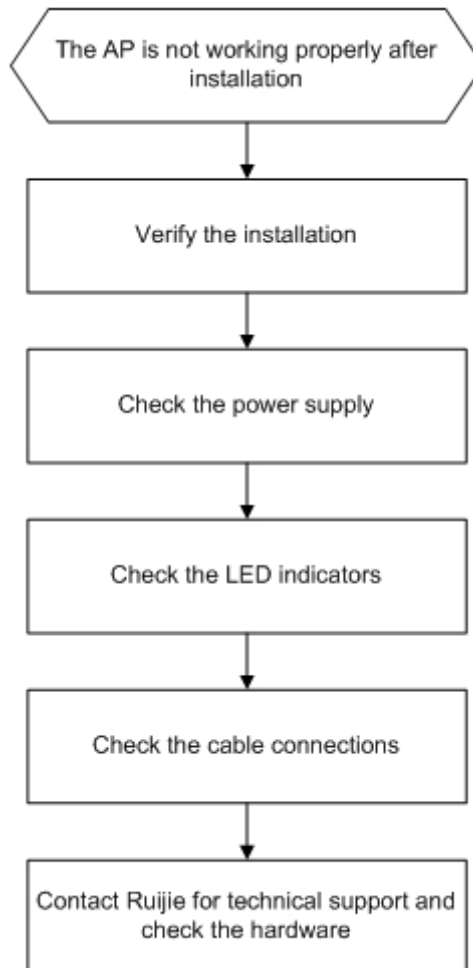 The AP is not working properly after
installation
Verify the installation
Check the power supply
Check the LED indicators
Check the cable connections
Contact Ruijie for technical support and
check the hardware